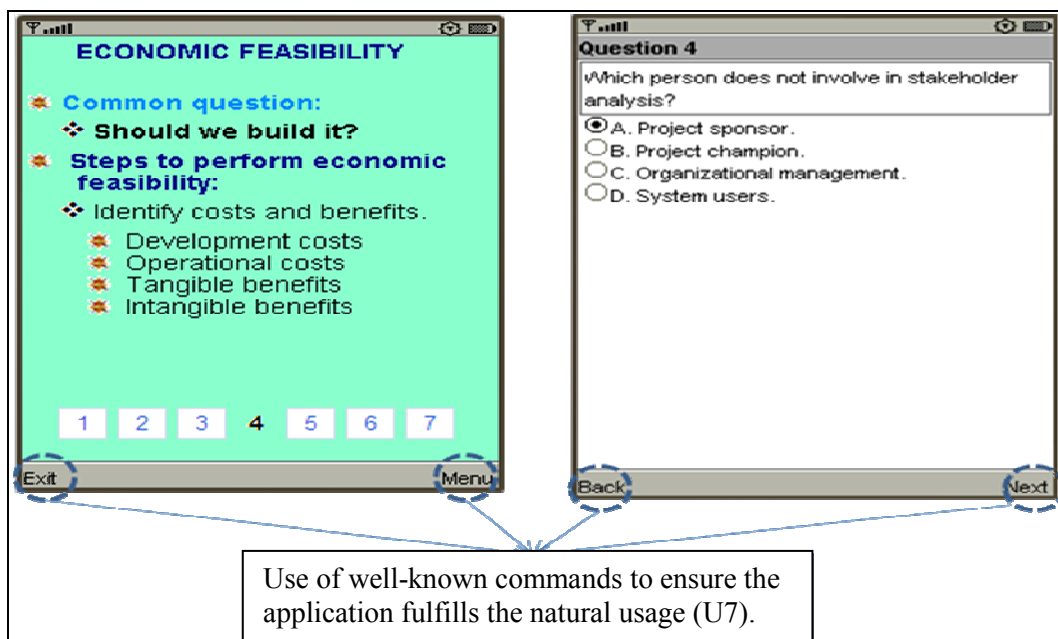 ECONOMIC FEASIBILITY
Common question:
Should we build it?
Steps to perform economic
feasibility:
Identify costs and benefits.
Development costs
Operational costs
Tangible benefits
Intangible benefits
1 2 3 4 5 6 7
Exit Menu
Question 4
Which person does not involve in stakeholder
analysis?
A. Project sponsor.
B. Project champion.
C. Organizational management.
D. System users.
Back Next
Use of well-known commands to ensure the
application fulfills the natural usage (U7).